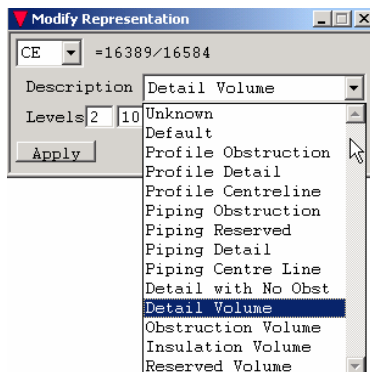 Modify Representation
CE =16389/16584
Description Detail Volume
Levels 2 10
Apply
Unknown
Default
Profile Obstruction
Profile Detail
Profile Centreline
Piping Obstruction
Piping Reserved
Piping Detail
Piping Centre Line
Detail with No Obst
Detail Volume
Obstruction Volume
Insulation Volume
Reserved Volume